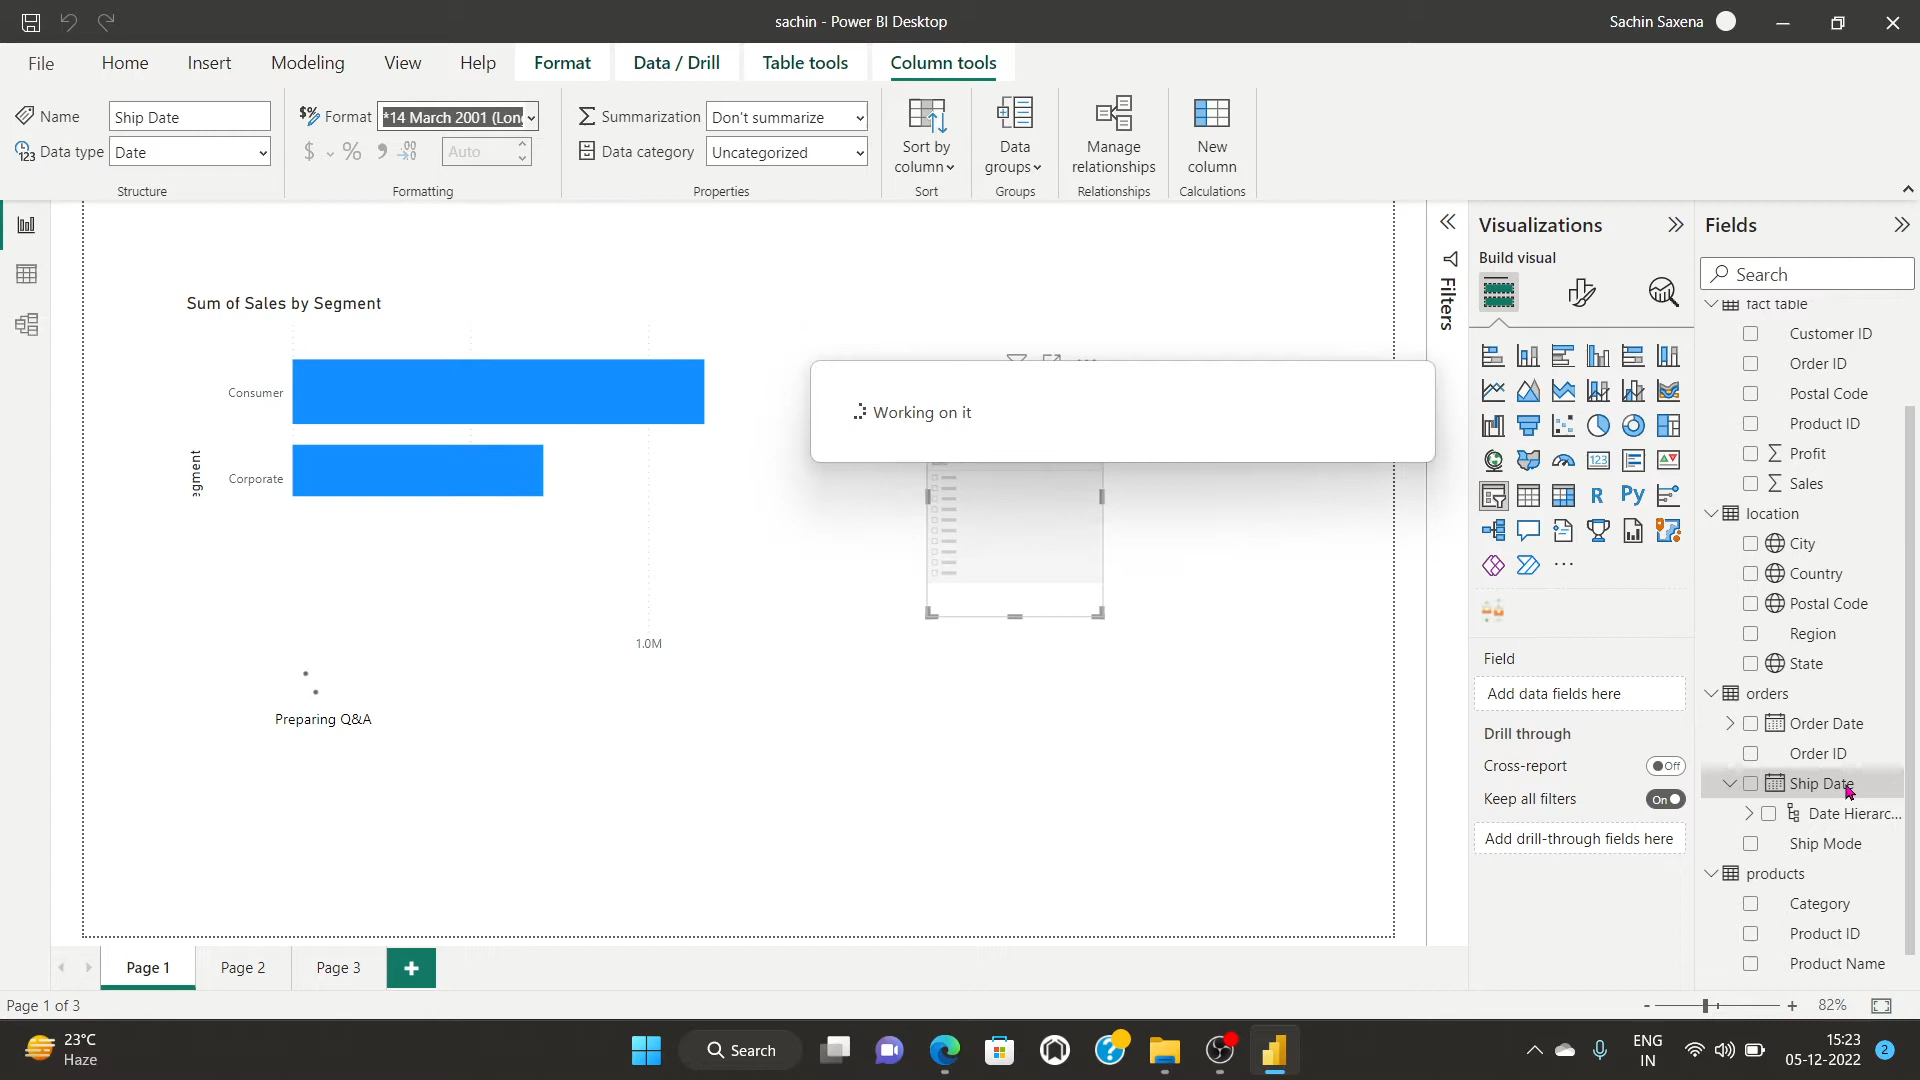 sachin - Power BI Desktop
Sachin Saxena
File Home Insert Modeling View Help Format Data / Drill Table tools Column tools
Name Ship Date
Data type Date
Structure
Format *14 March 2001 (Lon
$ % Auto
Formatting
Summarization Don't summarize
Data category Uncategorized
Properties
Sort by column
Sort
Data groups
Groups
Manage relationships
Relationships
New column
Calculations
Sum of Sales by Segment
Consumer
Corporate
egment
1.0M
Preparing Q&A
Working on it
Filters
Visualizations
Build visual
123
R
Py
...
Field
Add data fields here
Drill through
Cross-report Off
Keep all filters On
Add drill-through fields here
Fields
Search
fact table
Customer ID
Order ID
Postal Code
Product ID
Profit
Sales
location
City
Country
Postal Code
Region
State
orders
Order Date
Order ID
Ship Date
Date Hierarc...
Ship Mode
products
Category
Product ID
Product Name
Page 1 Page 2 Page 3 +
Page 1 of 3
- + 82%
23°C
Haze
Search
ENG
IN
15:23
05-12-2022
2